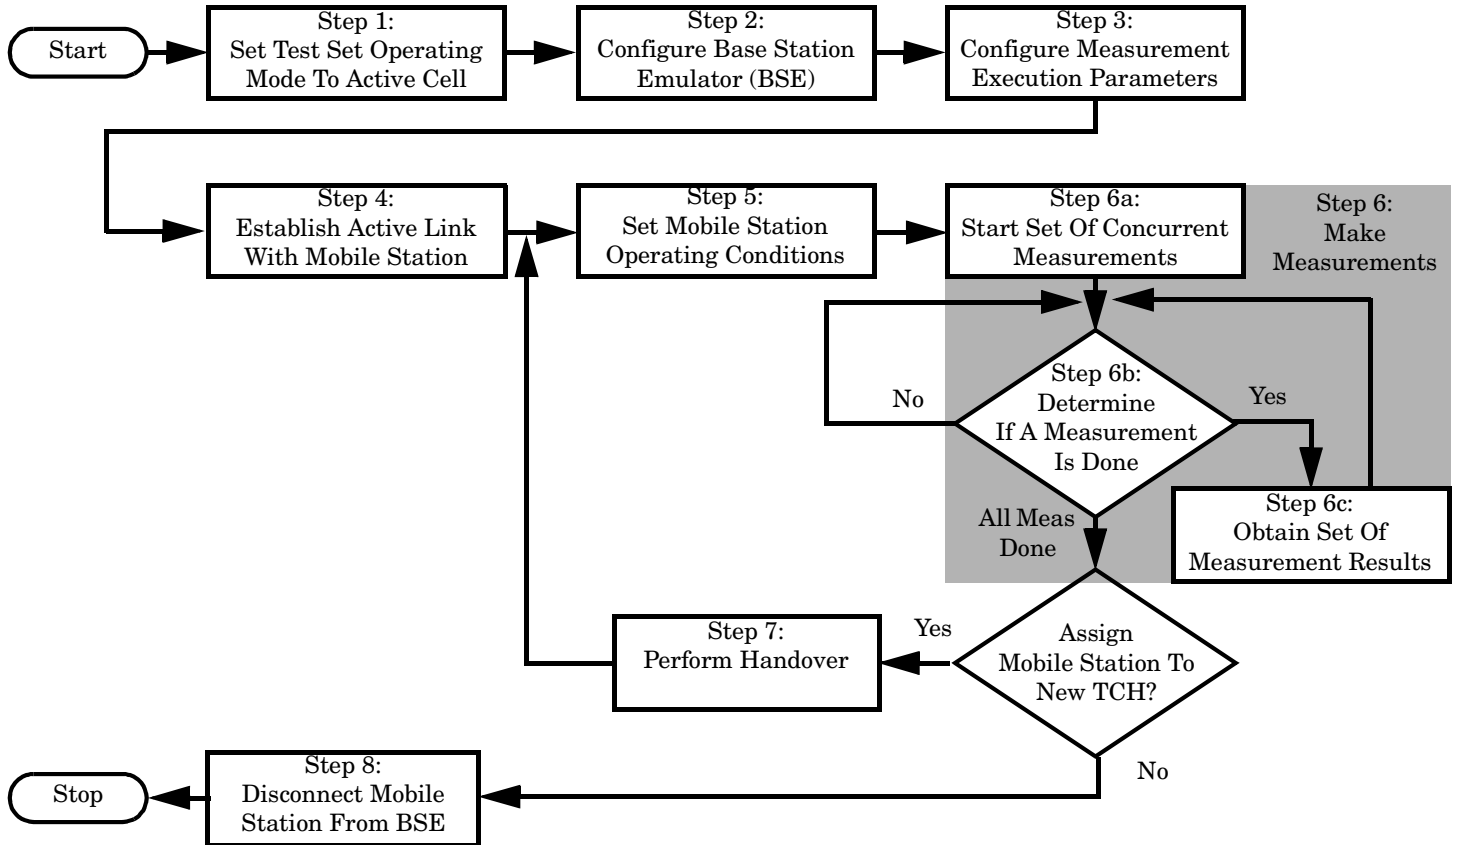 Start
Step 1:
Set Test Set Operating
Mode To Active Cell
Step 2:
Configure Base Station
Emulator (BSE)
Step 3:
Configure Measurement
Execution Parameters
Step 4:
Establish Active Link
With Mobile Station
Step 5:
Set Mobile Station
Operating Conditions
Step 6a:
Start Set Of Concurrent
Measurements
Step 6:
Make
Measurements
Step 6b:
Determine
If A Measurement
Is Done
No
Yes
Step 6c:
Obtain Set Of
Measurement Results
All Meas
Done
Assign
Mobile Station To
New TCH?
Yes
Step 7:
Perform Handover
No
Step 8:
Disconnect Mobile
Station From BSE
Stop